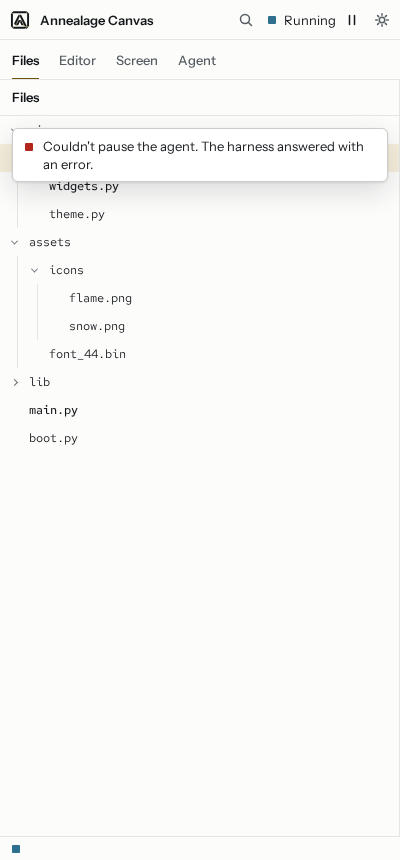 Annealage Canvas
Running
Files Editor Screen Agent
Files
Couldn't pause the agent. The harness answered with
an error.
widgets.py
theme.py
assets
icons
flame.png
snow.png
font_44.bin
lib
main.py
boot.py